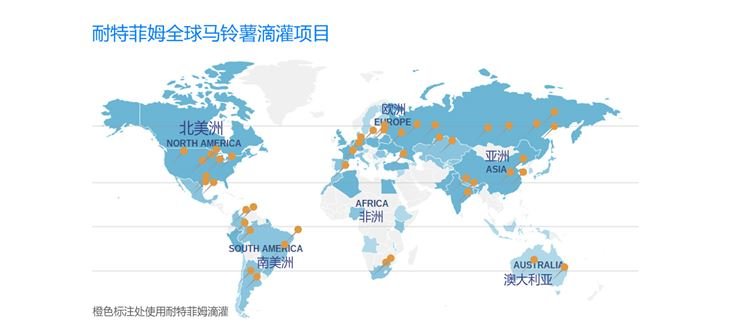 耐特菲姆全球马铃薯滴灌项目
欧洲
EUROPE
北美洲
NORTH AMERICA
亚洲
ASIA
AFRICA
非洲
SOUTH AMERICA
南美洲
AUSTRALIA
澳大利亚
橙色标注处使用耐特菲姆滴灌